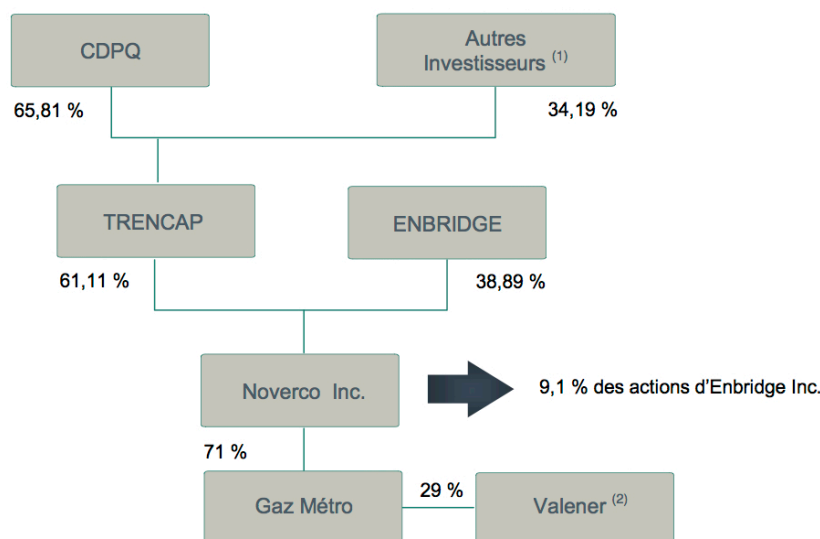 CDPQ
Autres
Investisseurs (1)
65,81 %
34,19 %
TRENCAP
ENBRIDGE
61,11 %
38,89 %
Noverco Inc.
9,1 % des actions d'Enbridge Inc.
71 %
Gaz Métro
29 %
Valener (2)